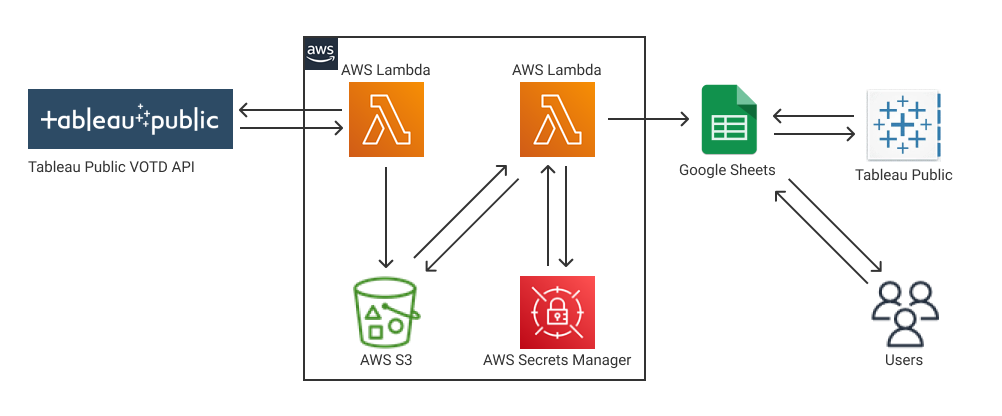 aws
AWS Lambda
AWS Lambda
+ableau public
Tableau Public VOTD API
Google Sheets
Tableau Public
AWS S3
AWS Secrets Manager
Users